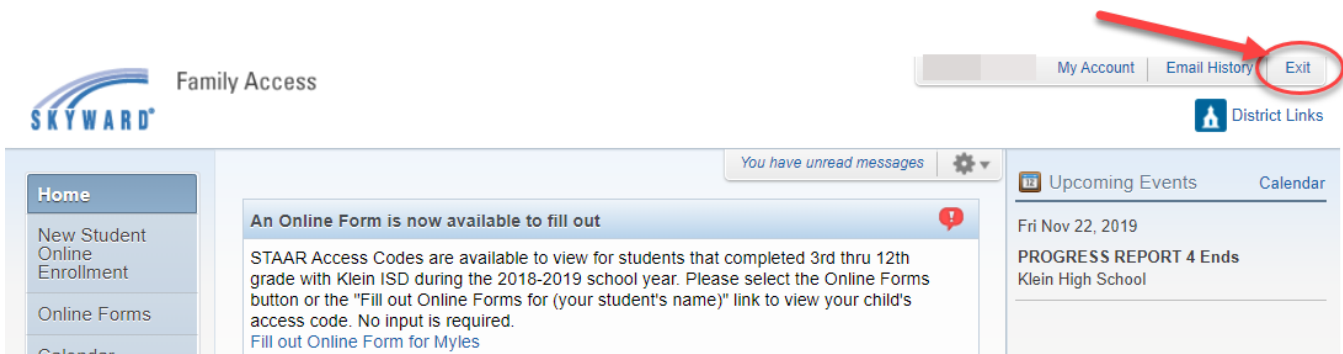 SKYWARD®
Family Access
My Account
Email History
Exit
District Links
You have unread messages
Home
New Student
Online
Enrollment
Online Forms
Calendar
An Online Form is now available to fill out
STAAR Access Codes are available to view for students that completed 3rd thru 12th
grade with Klein ISD during the 2018-2019 school year. Please select the Online Forms
button or the "Fill out Online Forms for (your student's name)" link to view your child's
access code. No input is required.
Fill out Online Form for Myles
12
Upcoming Events
Calendar
Fri Nov 22, 2019
PROGRESS REPORT 4 Ends
Klein High School